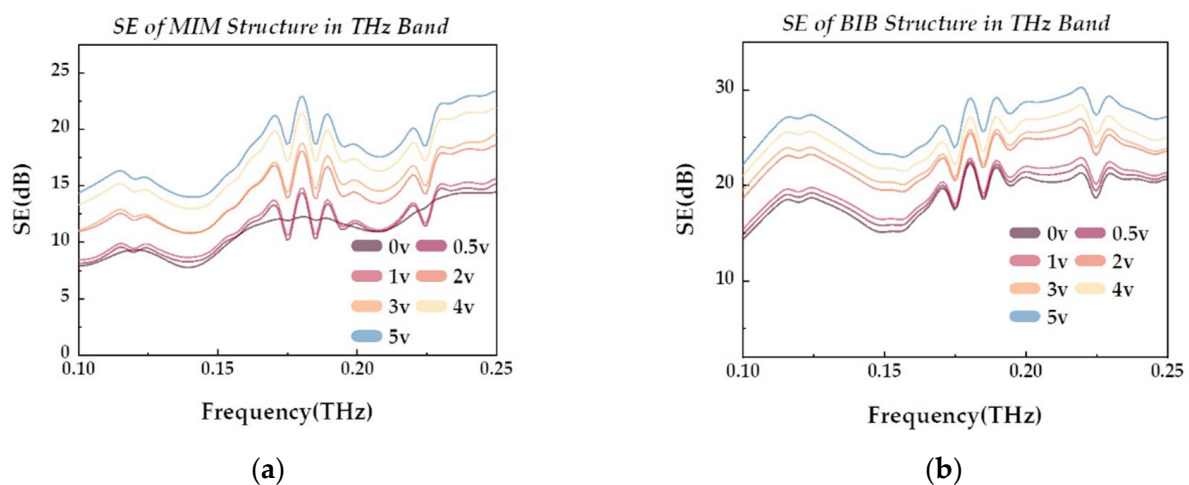 SE of MIM Structure in THz Band
25
20
15
10
5
0
SE(dB)
0v 0.5v
1v 2v
3v 4v
5v
0.10 0.15 0.20 0.25
Frequency(THz)
(a)
SE of BIB Structure in THz Band
30
20
10
SE(dB)
0v 0.5v
1v 2v
3v 4v
5v
0.10 0.15 0.20 0.25
Frequency(THz)
(b)